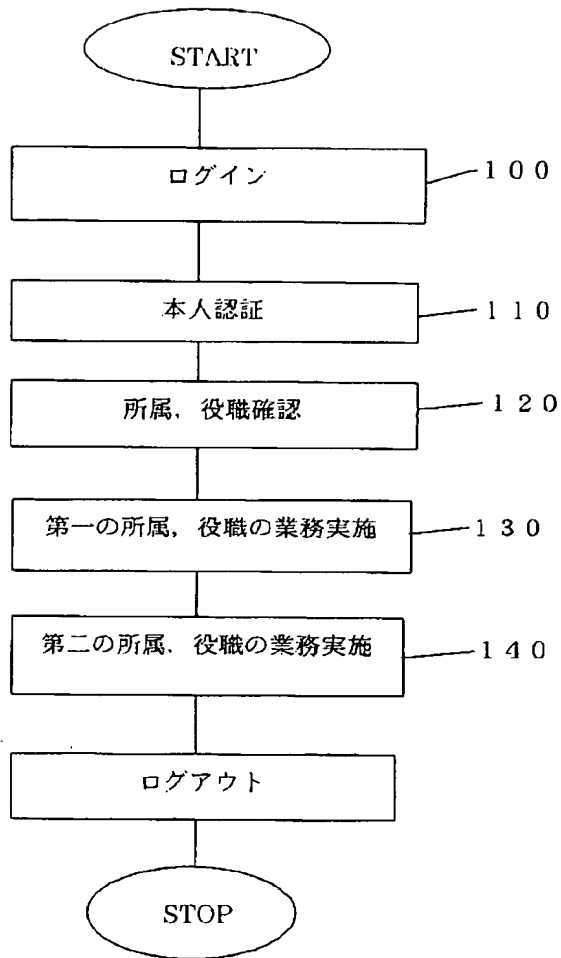 START
ログイン
100
本人認証
110
所属，役職確認
120
第一の所属，役職の業務実施
130
第二の所属，役職の業務実施
140
ログアウト
STOP